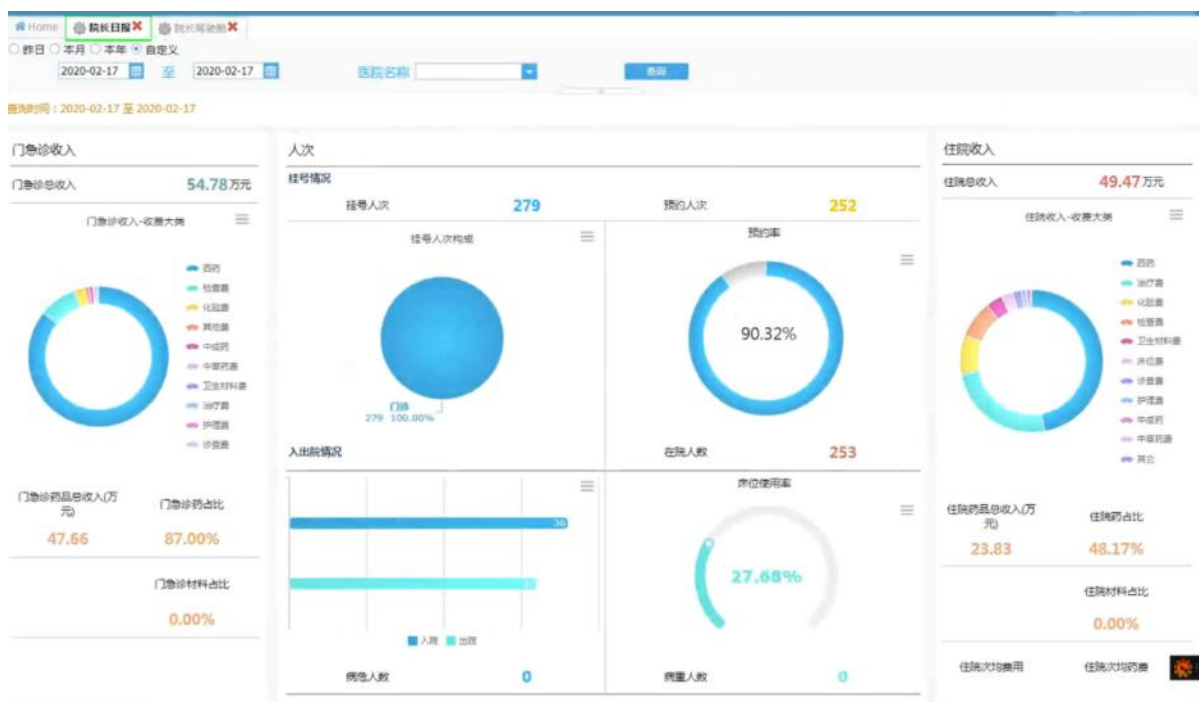 Home 院长日报 院长驾驶舱
昨日 本月 本年 自定义
2020-02-17 至 2020-02-17 医院名称 查询
查询时间：2020-02-17 至 2020-02-17
门急诊收入
门急诊总收入 54.78万元
门急诊收入-收费大类
西药
检查费
化验费
其他费
中成药
中草药费
卫生材料费
治疗费
护理费
诊查费
门急诊药品总收入(万元) 门急诊药占比
47.66 87.00%
门急诊材料占比
0.00%
人次
挂号情况
挂号人次 279 预约人次 252
挂号人次构成
门诊
279 100.00%
预约率
90.32%
入出院情况
在院人数 253
36
入院 出院
床位使用率
27.68%
病危人数 0 病重人数 0
住院收入
住院总收入 49.47万元
住院收入-收费大类
西药
治疗费
化验费
检查费
卫生材料费
床位费
诊查费
护理费
中成药
中草药费
其它
住院药品总收入(万元) 住院药占比
23.83 48.17%
住院材料占比
0.00%
住院次均费用 住院次均药费